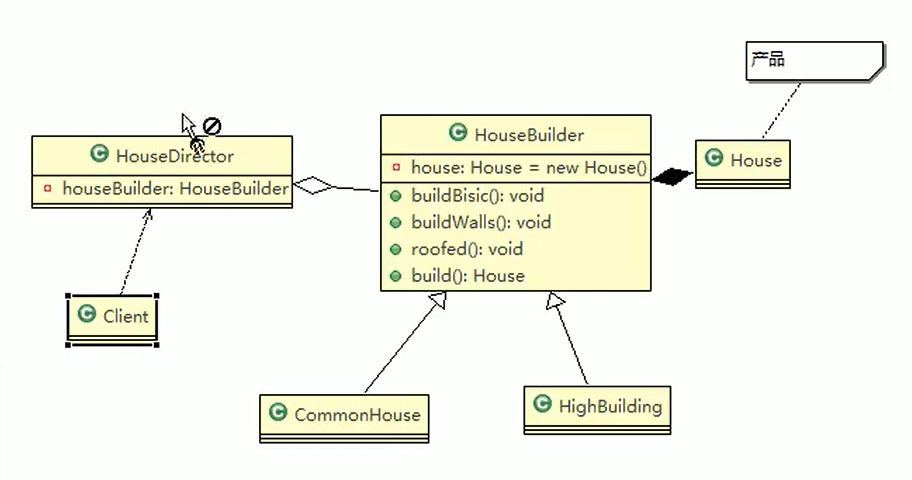 产品
HouseDirector
houseBuilder: HouseBuilder
HouseBuilder
house: House = new House()
buildBisic(): void
buildWalls(): void
roofed(): void
build(): House
House
Client
CommonHouse
HighBuilding